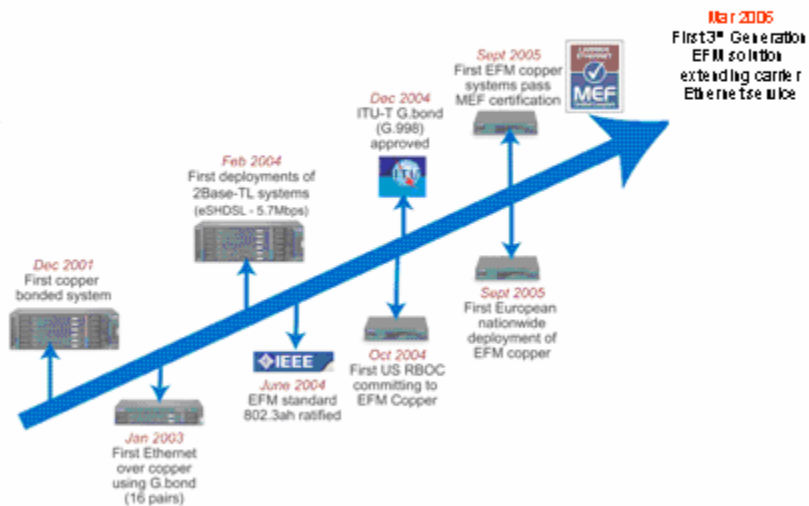 Mar 2006
First 3rd Generation
EFM solution
extending carrier
Ethernet service
Sept 2005
First EFM copper
systems pass
MEF certification
CARRIER
ETHERNET
MEF
Dec 2004
ITU-T G.bond
(G.998)
approved
ITU
Feb 2004
First deployments of
2Base-TL systems
(eSHDSL - 5.7Mbps)
Dec 2001
First copper
bonded system
Jan 2003
First Ethernet
over copper
using G.bond
(16 pairs)
IEEE
June 2004
EFM standard
802.3ah ratified
Oct 2004
First US RBOC
committing to
EFM Copper
Sept 2005
First European
nationwide
deployment of
EFM copper